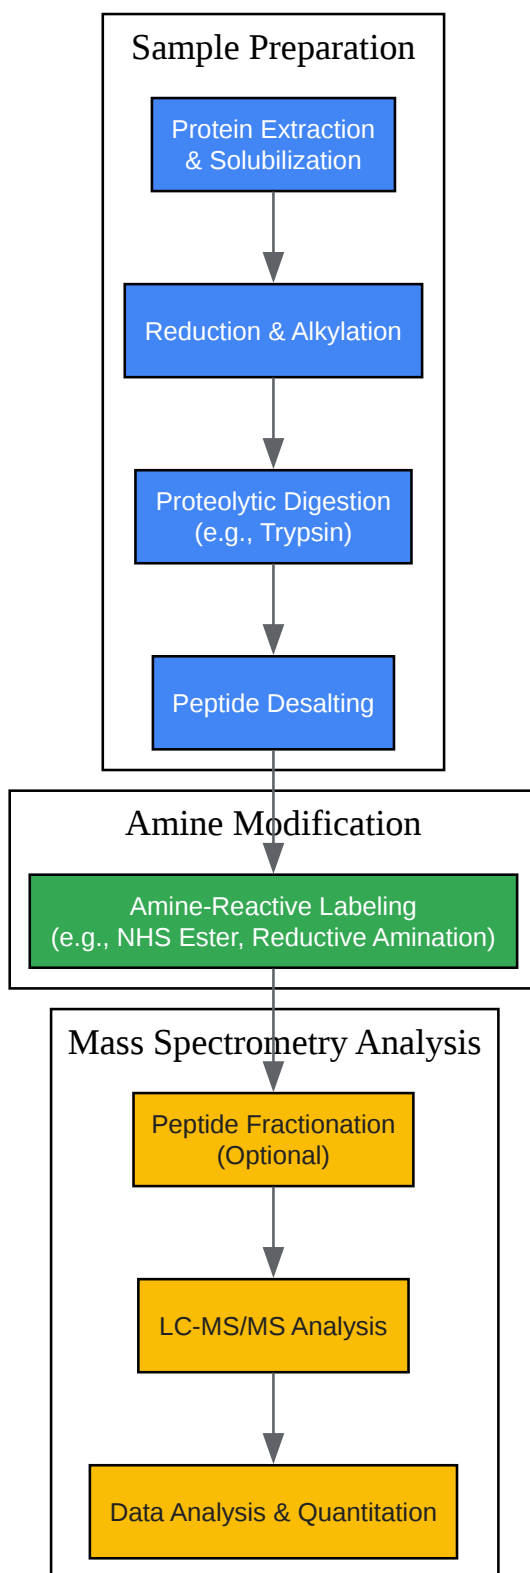 Sample Preparation
Protein Extraction
& Solubilization
Reduction & Alkylation
Proteolytic Digestion
(e.g., Trypsin)
Peptide Desalting
Amine Modification
Amine-Reactive Labeling
(e.g., NHS Ester, Reductive Amination)
Mass Spectrometry Analysis
Peptide Fractionation
(Optional)
LC-MS/MS Analysis
Data Analysis & Quantitation